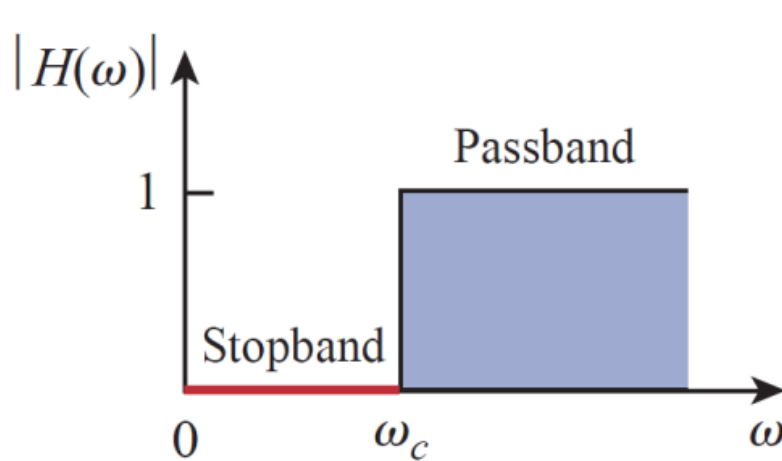 |H(ω)|
Passband
1
Stopband
0
ω_c
ω